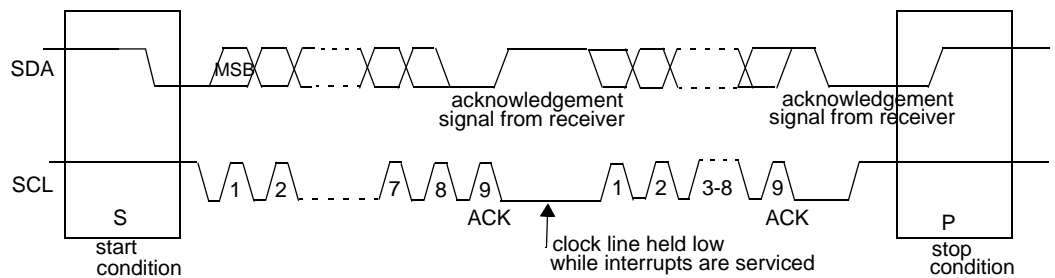 SDA
MSB
acknowledgement
signal from receiver
acknowledgement
signal from receiver
SCL
1
2
7
8
9
1
2
3-8
9
ACK
ACK
S
P
start
condition
clock line held low
while interrupts are serviced
stop
condition